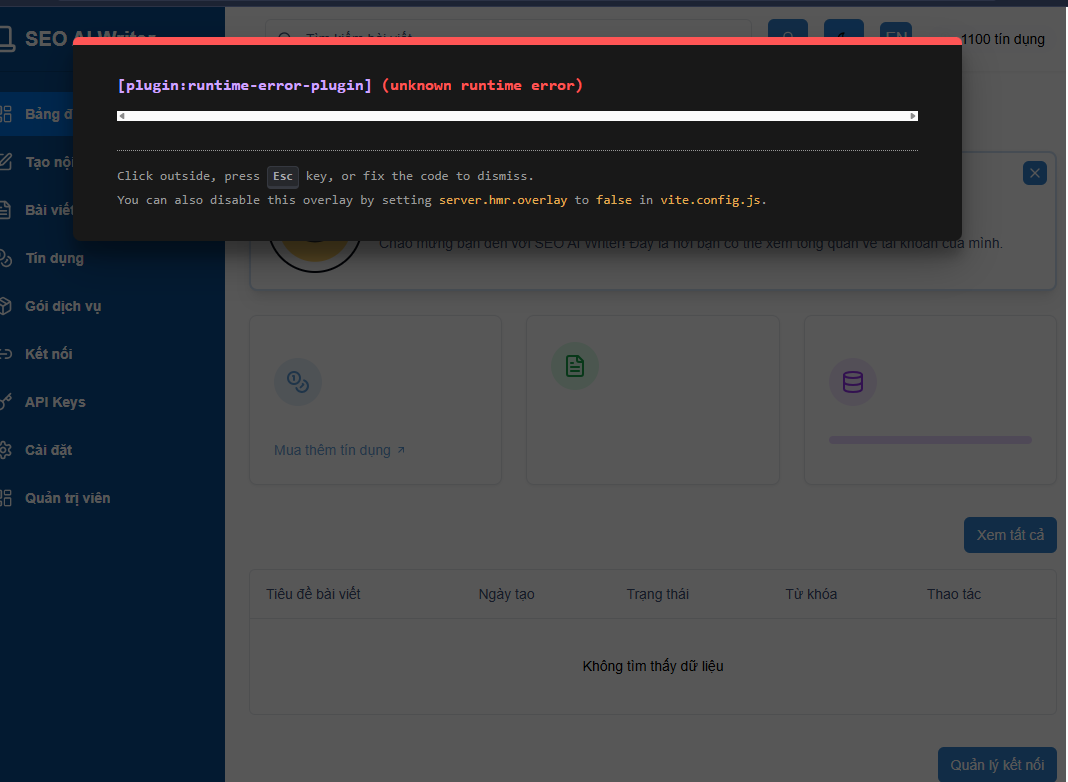 SEO AI Writer
Tìm kiếm bài viết
EN
1100 tín dụng
[plugin:runtime-error-plugin] (unknown runtime error)
Click outside, press Esc key, or fix the code to dismiss.
You can also disable this overlay by setting server.hmr.overlay to false in vite.config.js.
Bảng
Tạo
Bài viết
Tín dụng
Gói dịch vụ
Kết nối
API Keys
Cài đặt
Quản trị viên
Chào mừng bạn đến với SEO AI Writer! Đây là nơi bạn có thể xem tổng quan về tài khoản của mình.
Mua thêm tín dụng
Xem tất cả
Tiêu đề bài viết Ngày tạo Trạng thái Từ khóa Thao tác
Không tìm thấy dữ liệu
Quản lý kết nối